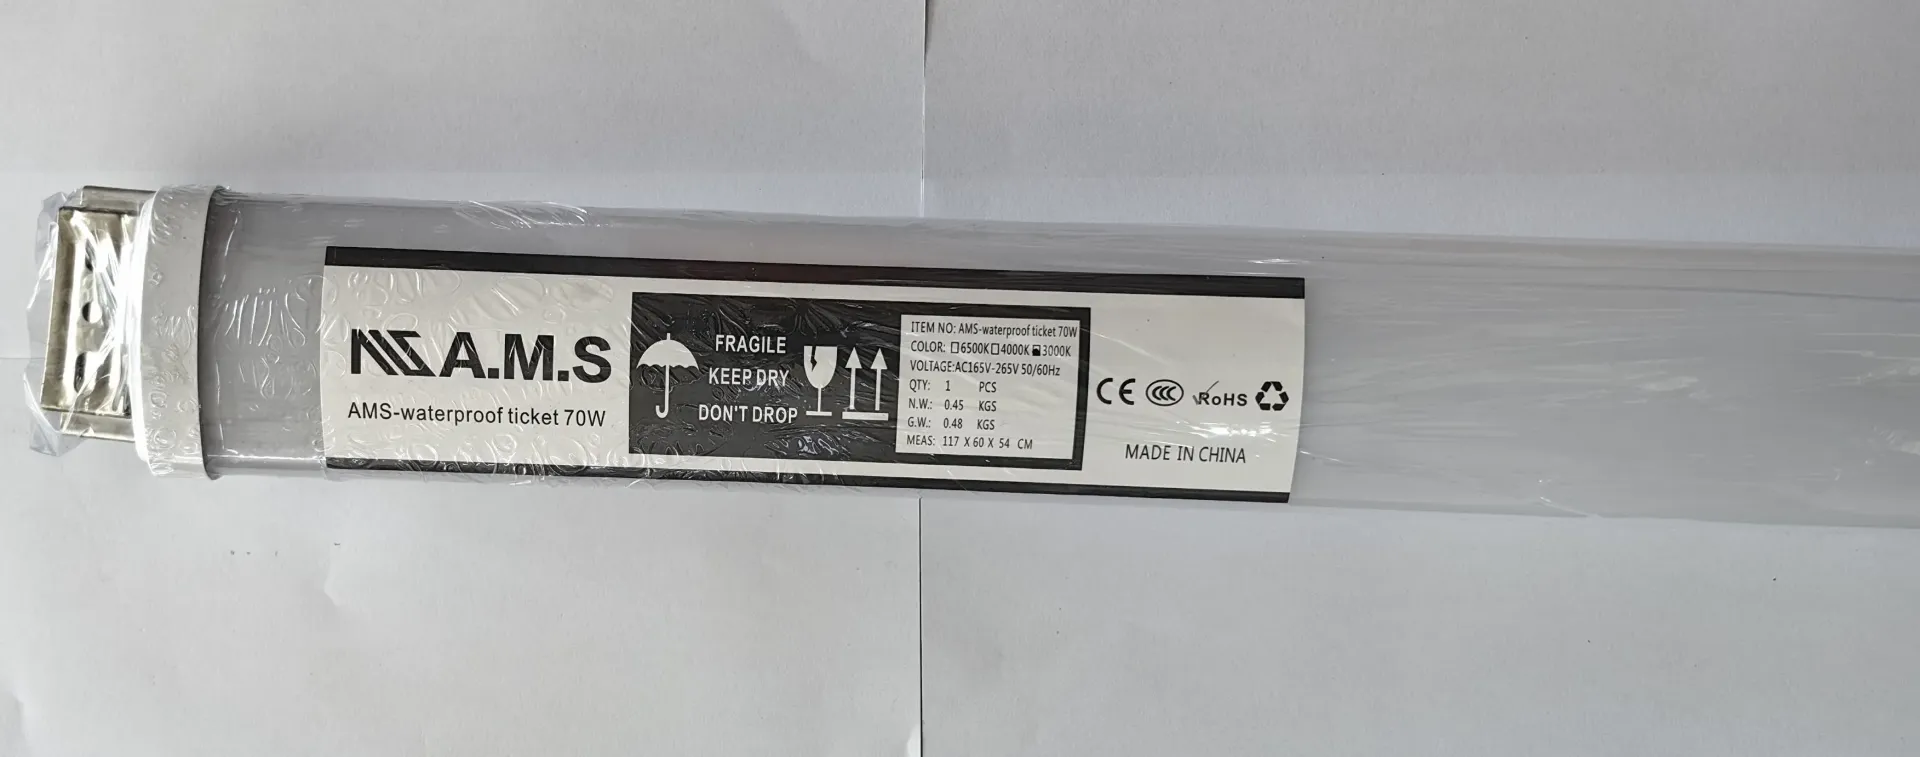 A.M.S
AMS-waterproof ticket 70W
FRAGILE
KEEP DRY
DON'T DROP
ITEM NO: AMS-waterproof ticket 70W
COLOR: ☐6500K☐4000K■3000K
VOLTAGE:AC165V-265V 50/60Hz
QTY: 1 PCS
N.W.: 0.45 KGS
G.W.: 0.48 KGS
MEAS: 117 X 60 X 54 CM
CE CCC RoHS
MADE IN CHINA